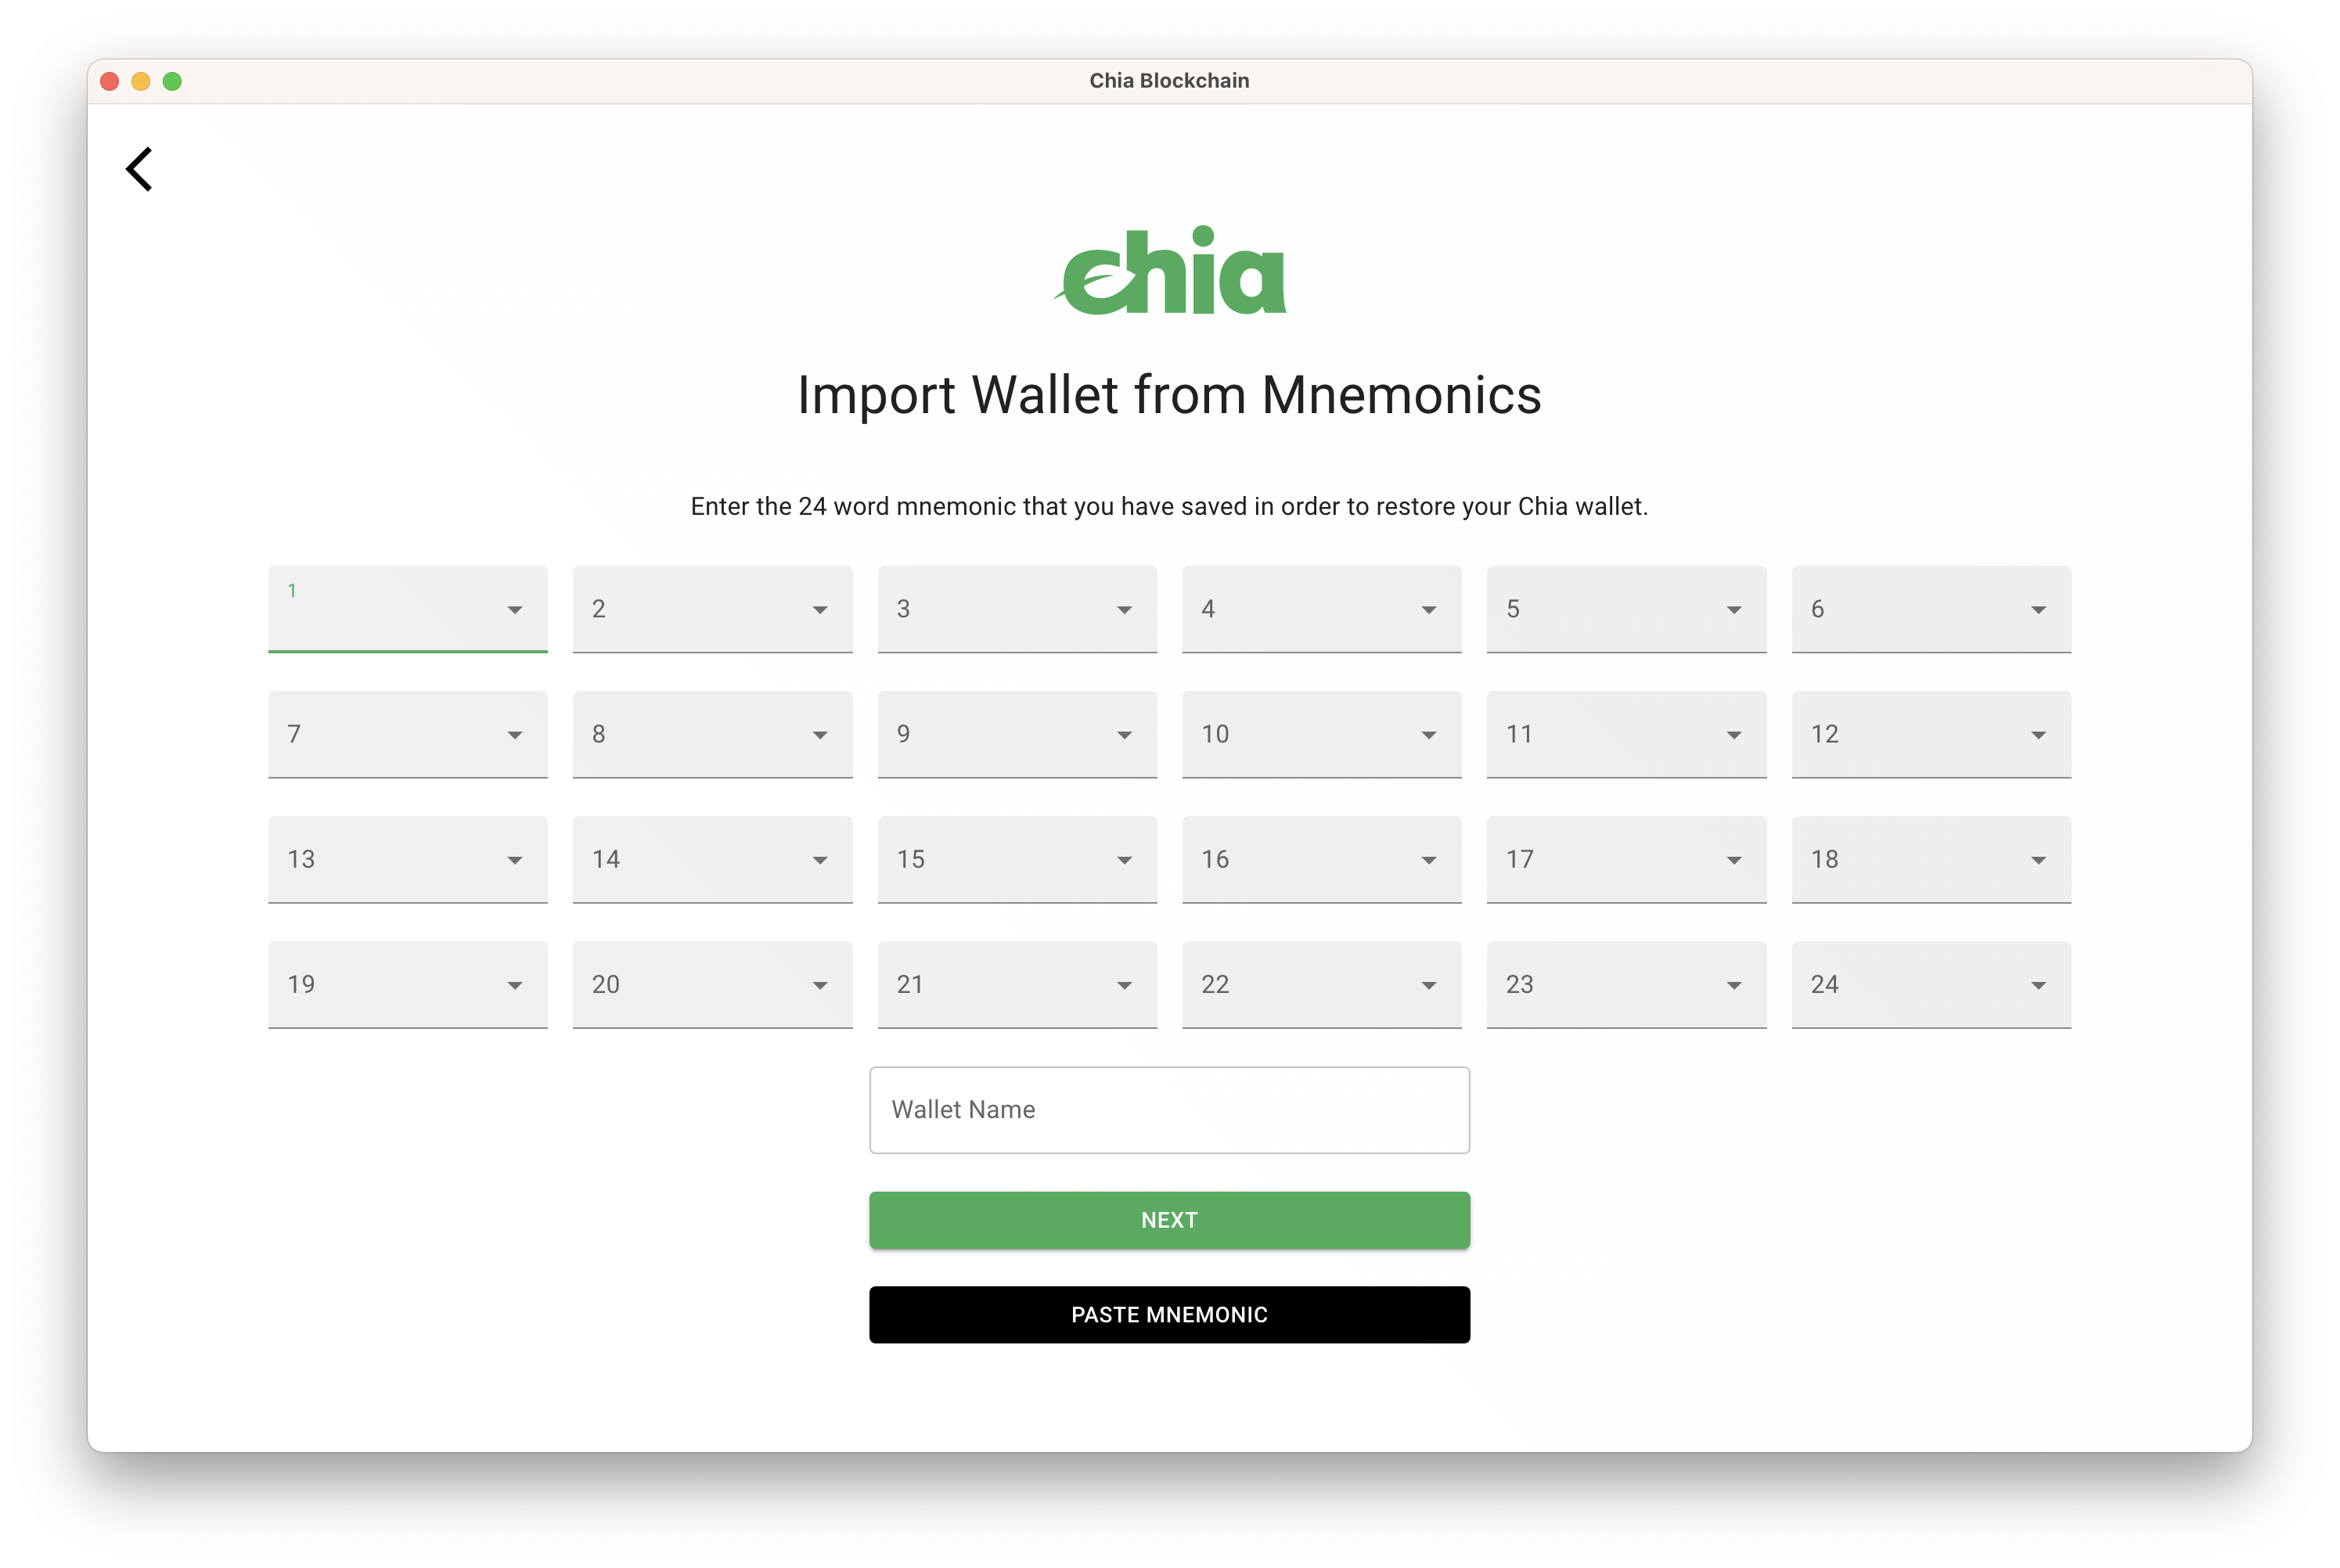 Chia Blockchain
chia
Import Wallet from Mnemonics
Enter the 24 word mnemonic that you have saved in order to restore your Chia wallet.
1 2 3 4 5 6
7 8 9 10 11 12
13 14 15 16 17 18
19 20 21 22 23 24
Wallet Name
NEXT
PASTE MNEMONIC